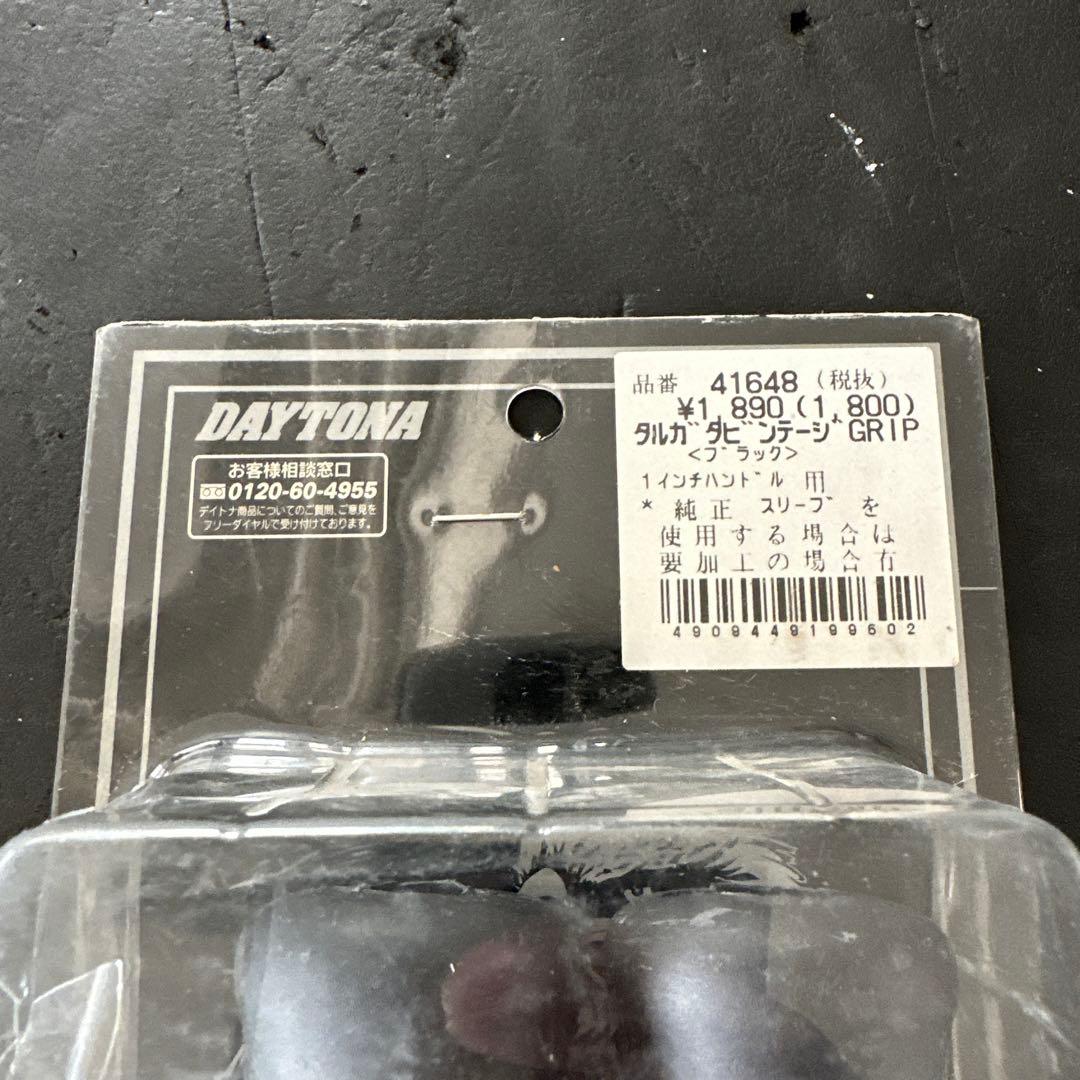 DAYTONA
お客様相談窓口
0120-60-4955
デイトナ商品についてのご質問、ご意見を
フリーダイヤルで受け付けております。
品番 41648 (税抜)
¥1,890(1,800)
ﾀﾙｶﾞﾀﾋﾞﾝﾃｰｼﾞGRIP
<ﾌﾞﾗｯｸ>
1ｲﾝﾁﾊﾝﾄﾞﾙ 用
* 純正 ｽﾘｰﾌﾞ を
使用する場合は
要加工の場合有
4909449199602